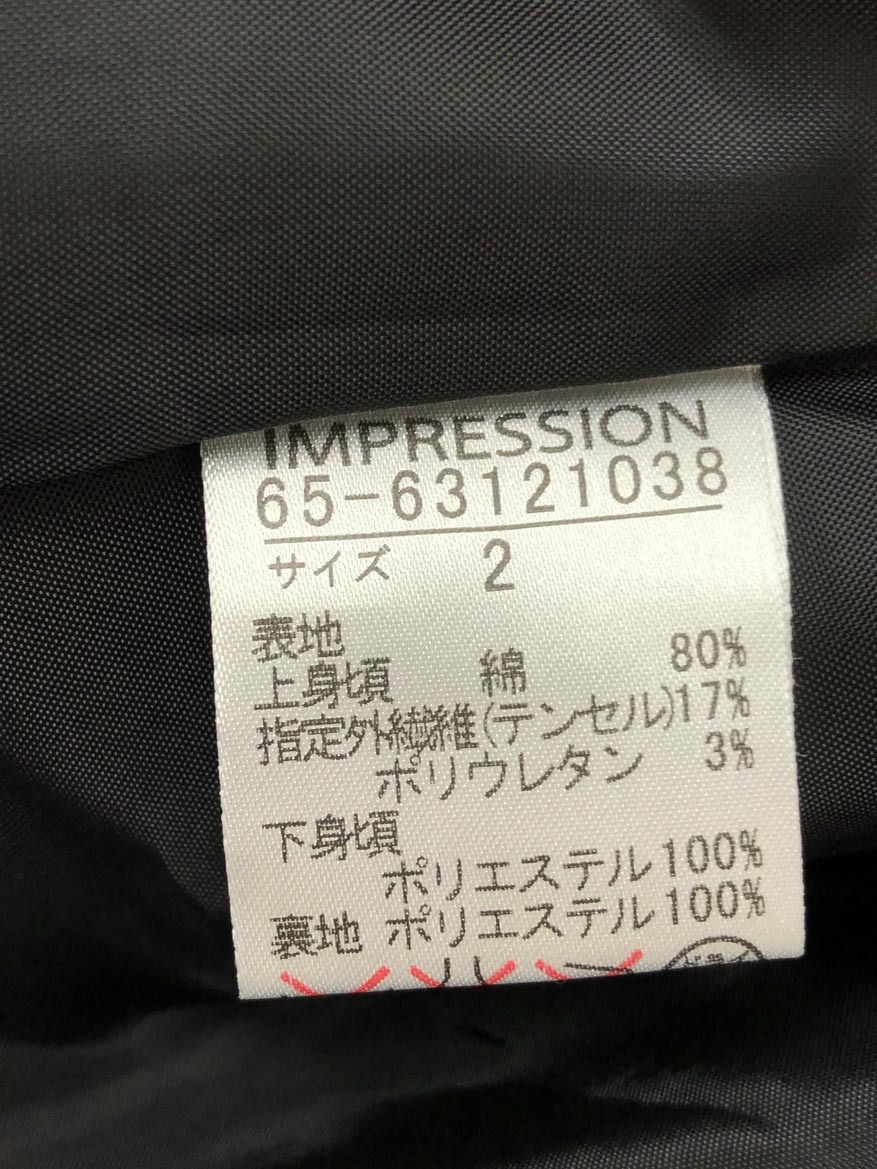 IMPRESSION
65-63121038
サイズ 2
表地
上身頃 綿 80%
指定外繊維(テンセル)17%
ポリウレタン 3%
下身頃
ポリエステル100%
裏地 ポリエステル100%